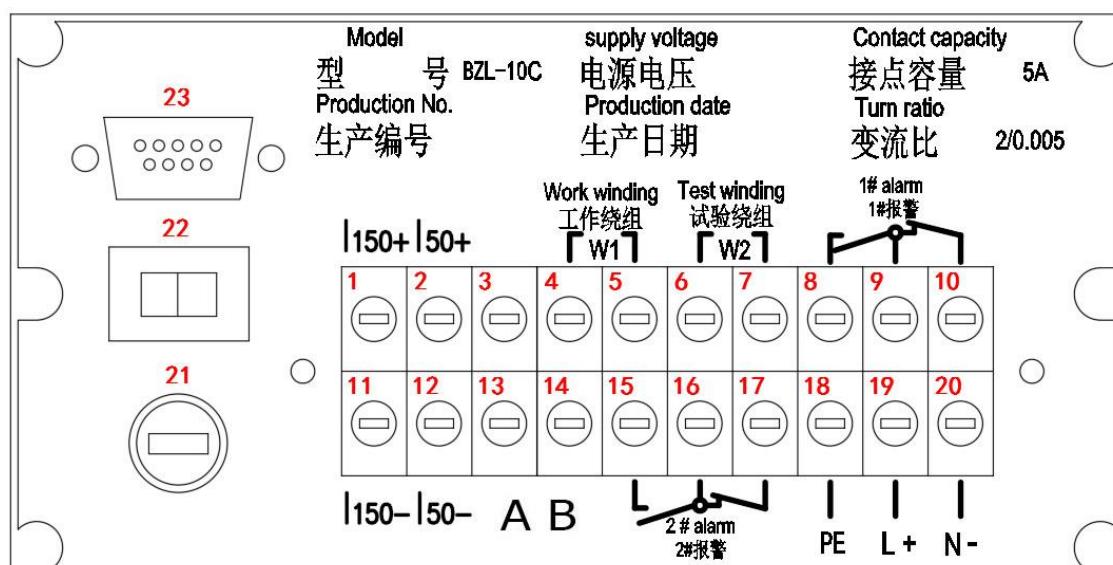 Model supply voltage Contact capacity
型 号 BZL-10C 电源电压 接点容量 5A
Production No. Production date Turn ratio
生产编号 生产日期 变流比 2/0.005
23
22
21
Work winding Test winding 1# alarm
工作绕组 试验绕组 1#报警
I150+ I50+ W1 W2
1 2 3 4 5 6 7 8 9 10
11 12 13 14 15 16 17 18 19 20
I150- I50- A B 2 # alarm PE L + N -
2#报警